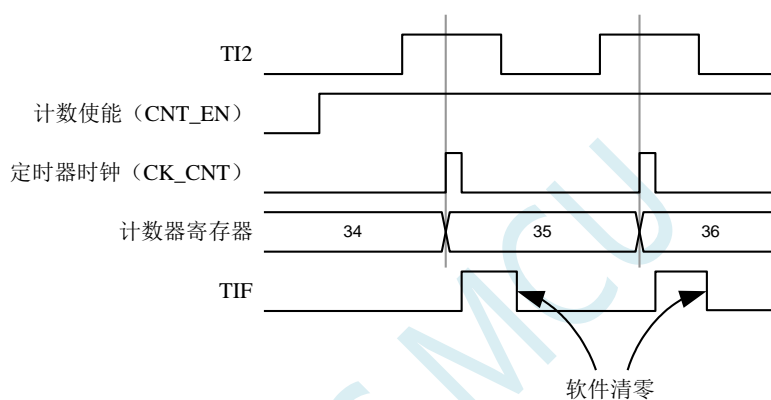 TI2
计数使能（CNT_EN）
定时器时钟（CK_CNT）
计数器寄存器 34 35 36
TIF
软件清零
MCU